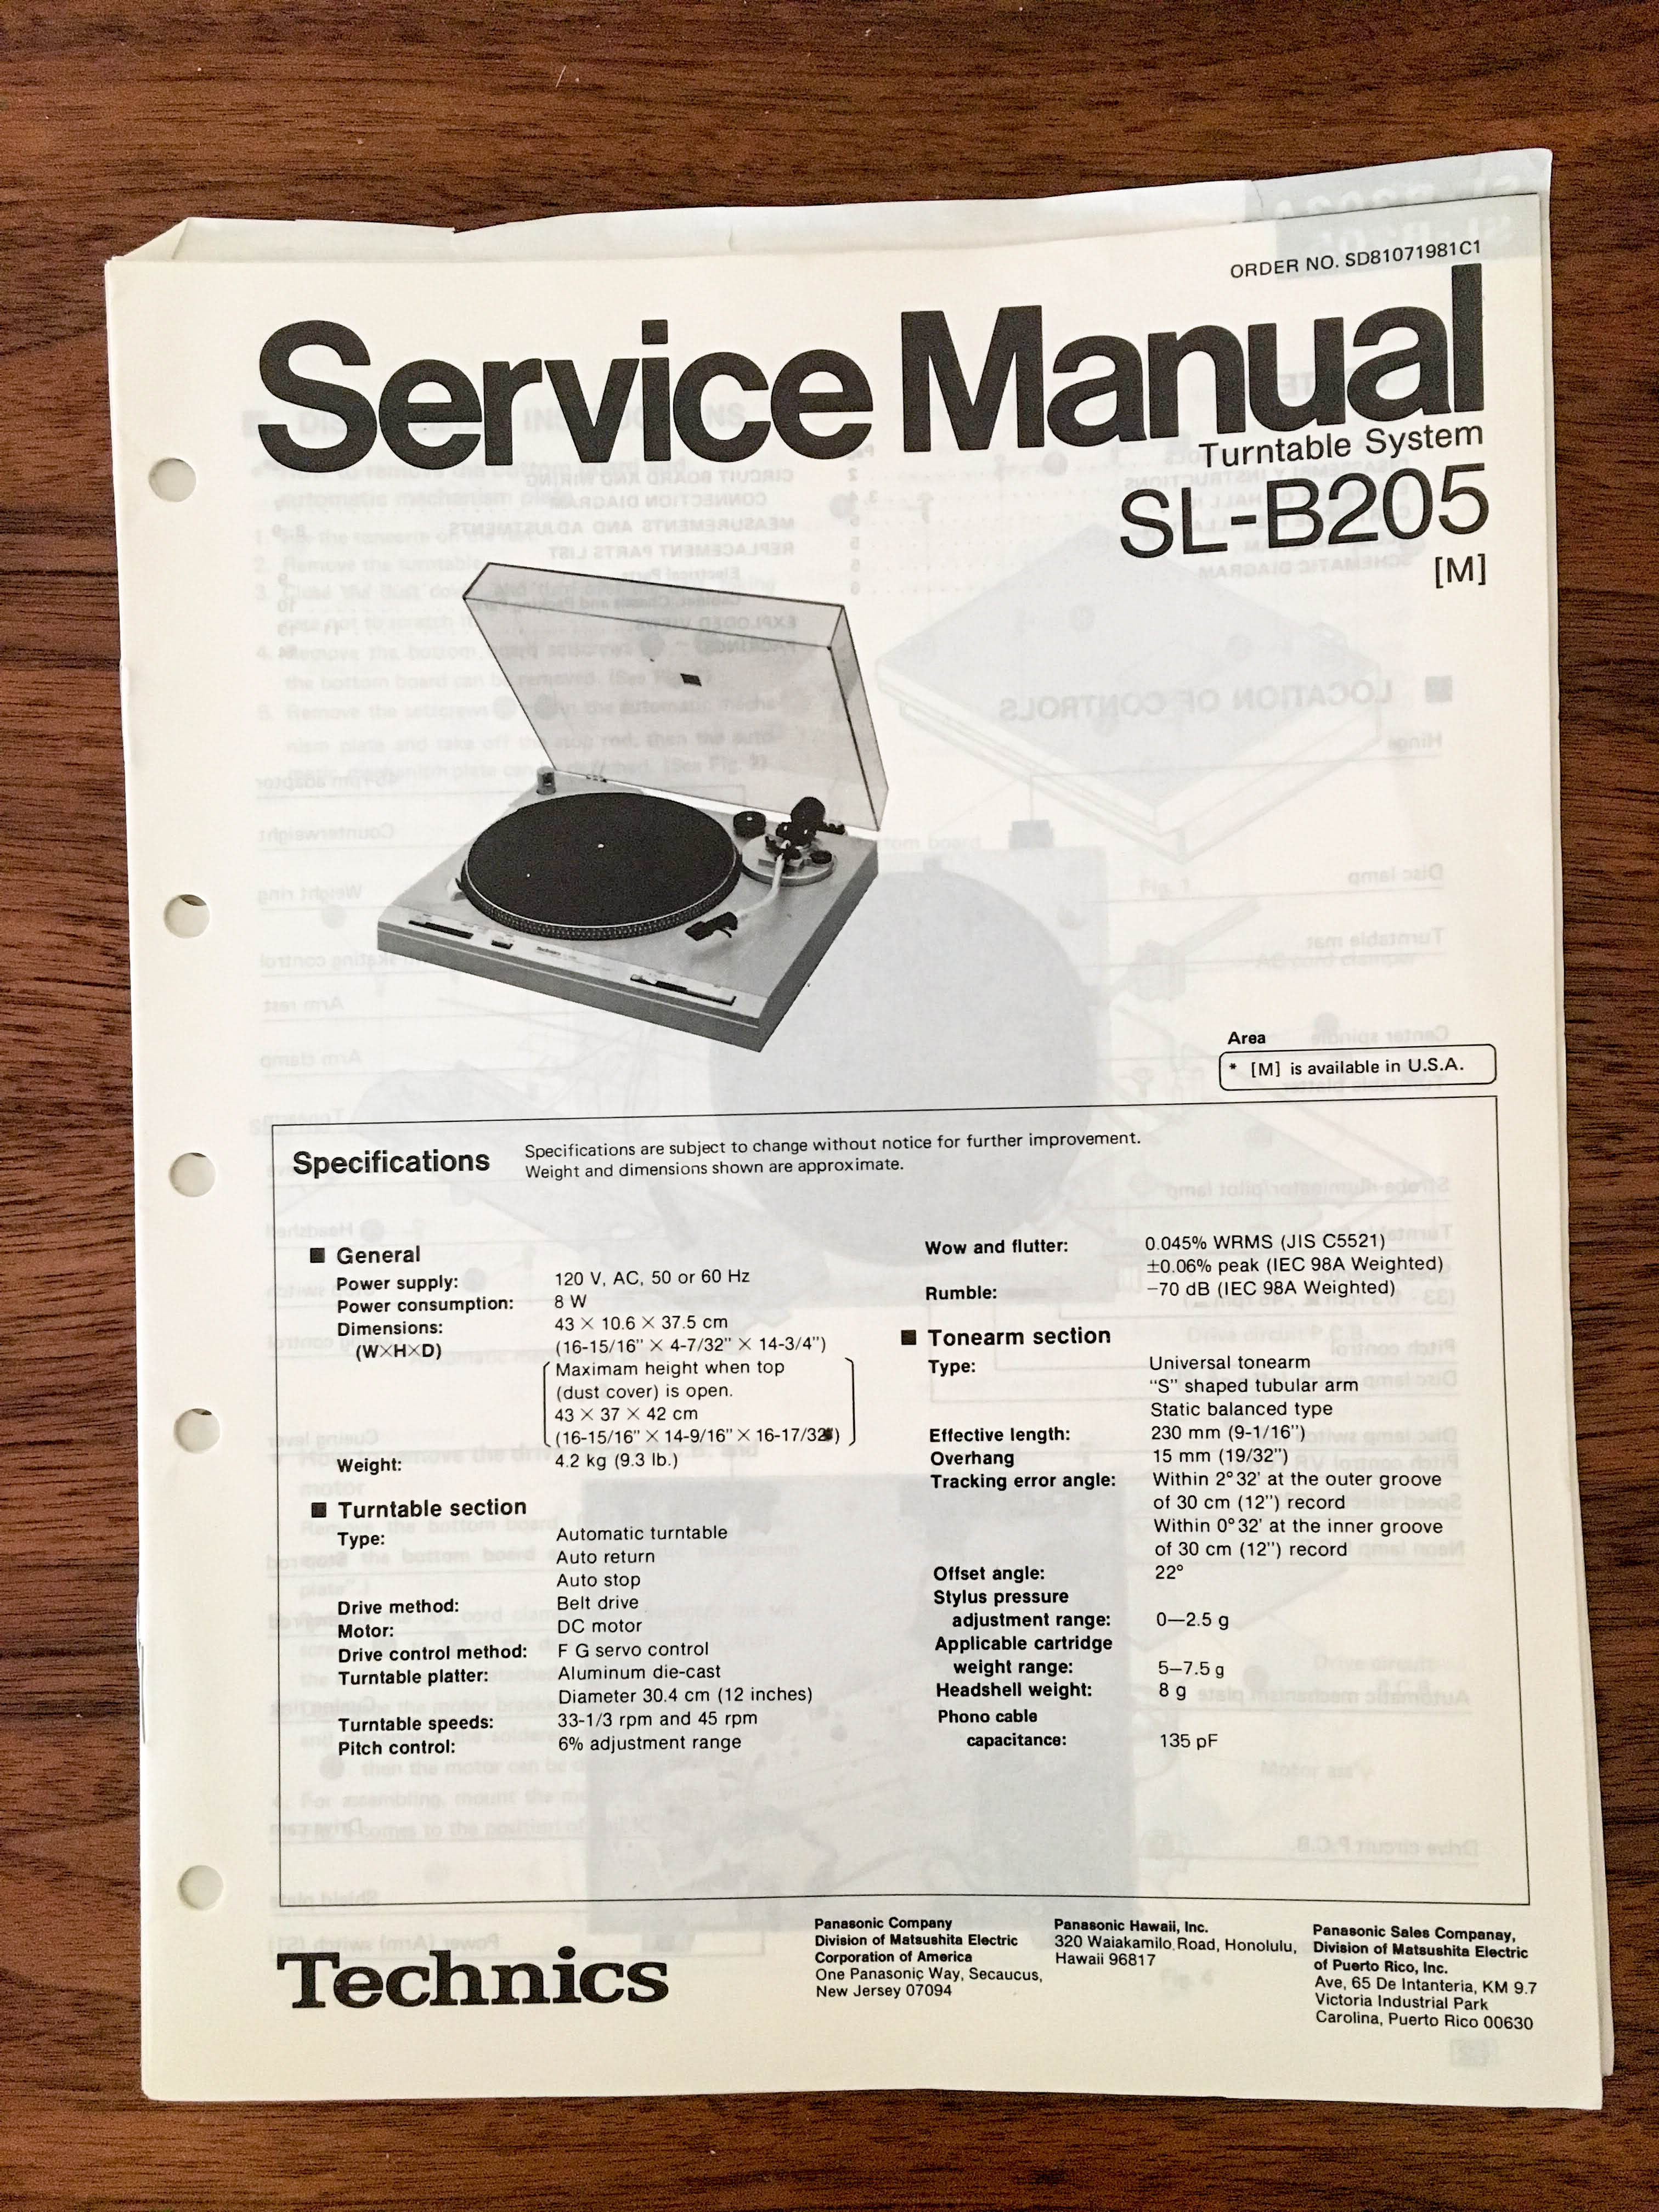 ORDER NO. SD81071981C1
Service Manual
Turntable System
SL-B205
[M]
Area
* [M] is available in U.S.A.
Specifications
Specifications are subject to change without notice for further improvement.
Weight and dimensions shown are approximate.
■ General
Power supply: 120 V, AC, 50 or 60 Hz
Power consumption: 8 W
Dimensions: 43 × 10.6 × 37.5 cm
(W×H×D) (16-15/16" × 4-7/32" × 14-3/4")
Maximam height when top
(dust cover) is open.
43 × 37 × 42 cm
(16-15/16" × 14-9/16" × 16-17/32")
Weight: 4.2 kg (9.3 lb.)
■ Turntable section
Type: Automatic turntable
Auto return
Auto stop
Drive method: Belt drive
Motor: DC motor
Drive control method: F G servo control
Turntable platter: Aluminum die-cast
Diameter 30.4 cm (12 inches)
Turntable speeds: 33-1/3 rpm and 45 rpm
Pitch control: 6% adjustment range
Wow and flutter: 0.045% WRMS (JIS C5521)
±0.06% peak (IEC 98A Weighted)
Rumble: −70 dB (IEC 98A Weighted)
■ Tonearm section
Type: Universal tonearm
"S" shaped tubular arm
Static balanced type
Effective length: 230 mm (9-1/16")
Overhang 15 mm (19/32")
Tracking error angle: Within 2°32' at the outer groove
of 30 cm (12") record
Within 0°32' at the inner groove
of 30 cm (12") record
Offset angle: 22°
Stylus pressure
adjustment range: 0—2.5 g
Applicable cartridge
weight range: 5—7.5 g
Headshell weight: 8 g
Phono cable
capacitance: 135 pF
Technics
Panasonic Company
Division of Matsushita Electric
Corporation of America
One Panasonic Way, Secaucus,
New Jersey 07094
Panasonic Hawaii, Inc.
320 Waiakamilo Road, Honolulu,
Hawaii 96817
Panasonic Sales Companay,
Division of Matsushita Electric
of Puerto Rico, Inc.
Ave, 65 De Intanteria, KM 9.7
Victoria Industrial Park
Carolina, Puerto Rico 00630